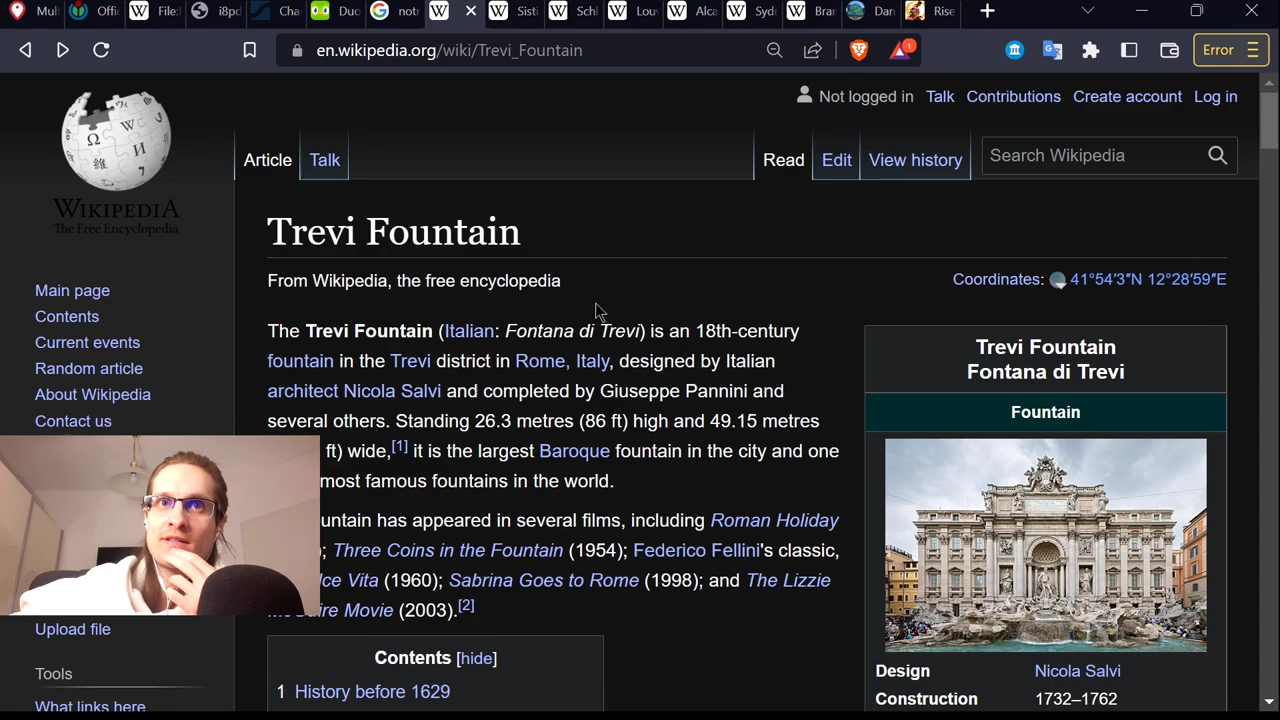 Mul Offic File: i8pd Cha Duo notr Sisti Schl Lou Alca Syd Bra Dan Rise
en.wikipedia.org/wiki/Trevi_Fountain 1 Error
Not logged in Talk Contributions Create account Log in
Article Talk Read Edit View history Search Wikipedia
WIKIPEDIA
The Free Encyclopedia
Trevi Fountain
From Wikipedia, the free encyclopedia
Coordinates: 41°54′3″N 12°28′59″E
Main page
Contents
Current events
Random article
About Wikipedia
Contact us
Upload file
Tools
What links here
The Trevi Fountain (Italian: Fontana di Trevi) is an 18th-century
fountain in the Trevi district in Rome, Italy, designed by Italian
architect Nicola Salvi and completed by Giuseppe Pannini and
several others. Standing 26.3 metres (86 ft) high and 49.15 metres
ft) wide,[1] it is the largest Baroque fountain in the city and one
most famous fountains in the world.
untain has appeared in several films, including Roman Holiday
; Three Coins in the Fountain (1954); Federico Fellini's classic,
lce Vita (1960); Sabrina Goes to Rome (1998); and The Lizzie
uire Movie (2003).[2]
Contents [hide]
1 History before 1629
Trevi Fountain
Fontana di Trevi
Fountain
Design Nicola Salvi
Construction 1732–1762